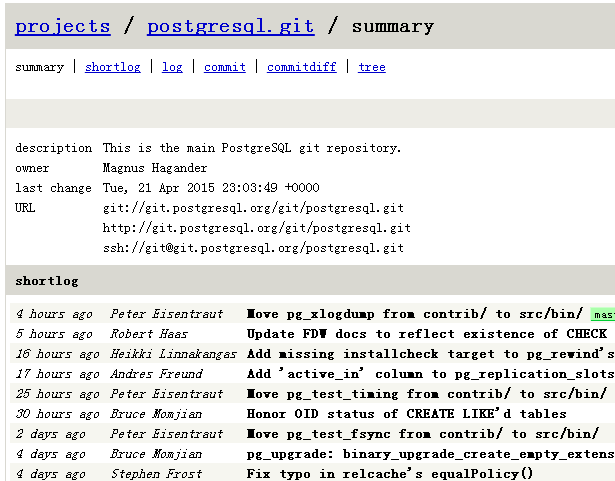 projects / postgresql.git / summary
summary | shortlog | log | commit | commitdiff | tree
description This is the main PostgreSQL git repository.
owner Magnus Hagander
last change Tue, 21 Apr 2015 23:03:49 +0000
URL git://git.postgresql.org/git/postgresql.git
http://git.postgresql.org/git/postgresql.git
ssh://git@git.postgresql.org/postgresql.git
shortlog
4 hours ago Peter Eisentraut Move pg_xlogdump from contrib/ to src/bin/ mas
5 hours ago Robert Haas Update FDW docs to reflect existence of CHECK
16 hours ago Heikki Linnakangas Add missing installcheck target to pg_rewind's
17 hours ago Andres Freund Add 'active_in' column to pg_replication_slots
25 hours ago Peter Eisentraut Move pg_test_timing from contrib/ to src/bin/
30 hours ago Bruce Momjian Honor OID status of CREATE LIKE'd tables
2 days ago Peter Eisentraut Move pg_test_fsync from contrib/ to src/bin/
4 days ago Bruce Momjian pg_upgrade: binary_upgrade_create_empty_extens
4 days ago Stephen Frost Fix typo in relcache's equalPolicy()